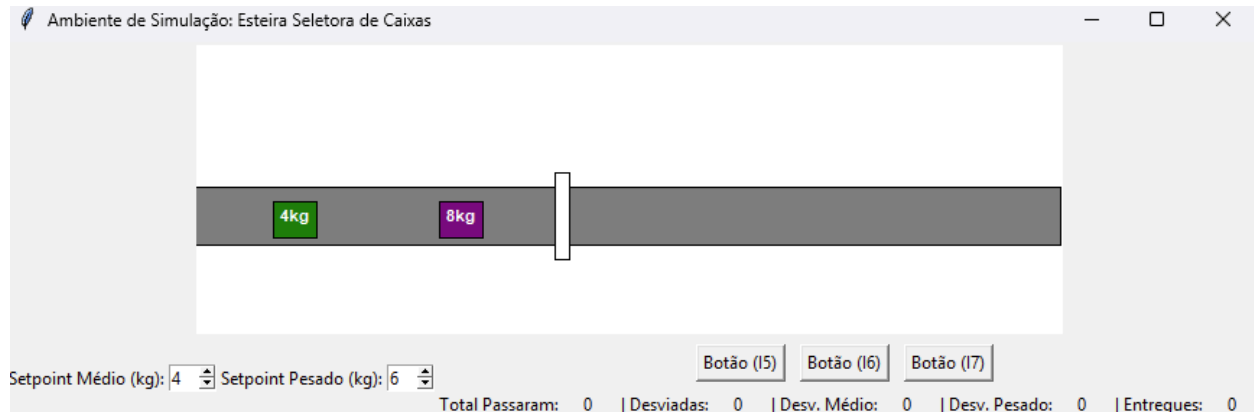 Ambiente de Simulação: Esteira Seletora de Caixas
4kg 8kg
Botão (I5) Botão (I6) Botão (I7)
Setpoint Médio (kg): 4 Setpoint Pesado (kg): 6
Total Passaram: 0 | Desviadas: 0 | Desv. Médio: 0 | Desv. Pesado: 0 | Entregues: 0